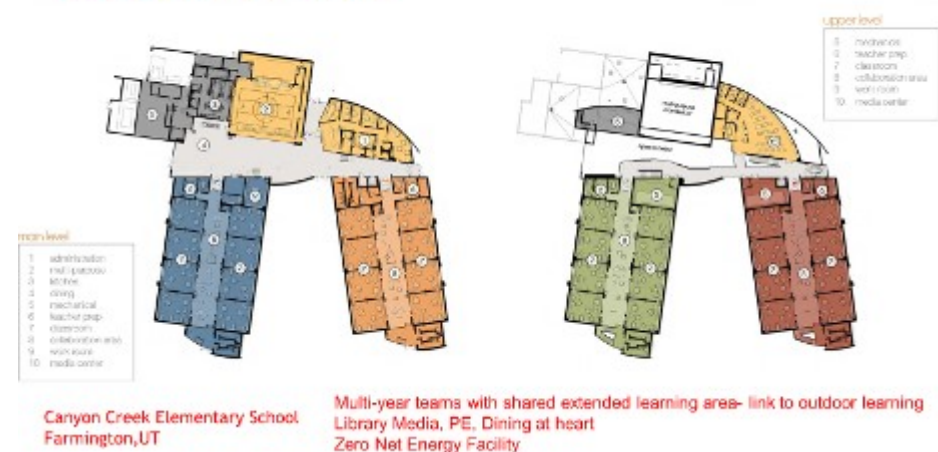 upper level
5 mechanical
6 teacher prep
7 classroom
8 collaboration area
9 work room
10 media center
main level
1 administration
2 multi-purpose
3 kitchen
4 dining
5 mechanical
6 teacher prep
7 classroom
8 collaboration area
9 work room
10 media center
Canyon Creek Elementary School
Farmington,UT
Multi-year teams with shared extended learning area- link to outdoor learning
Library Media, PE, Dining at heart
Zero Net Energy Facility